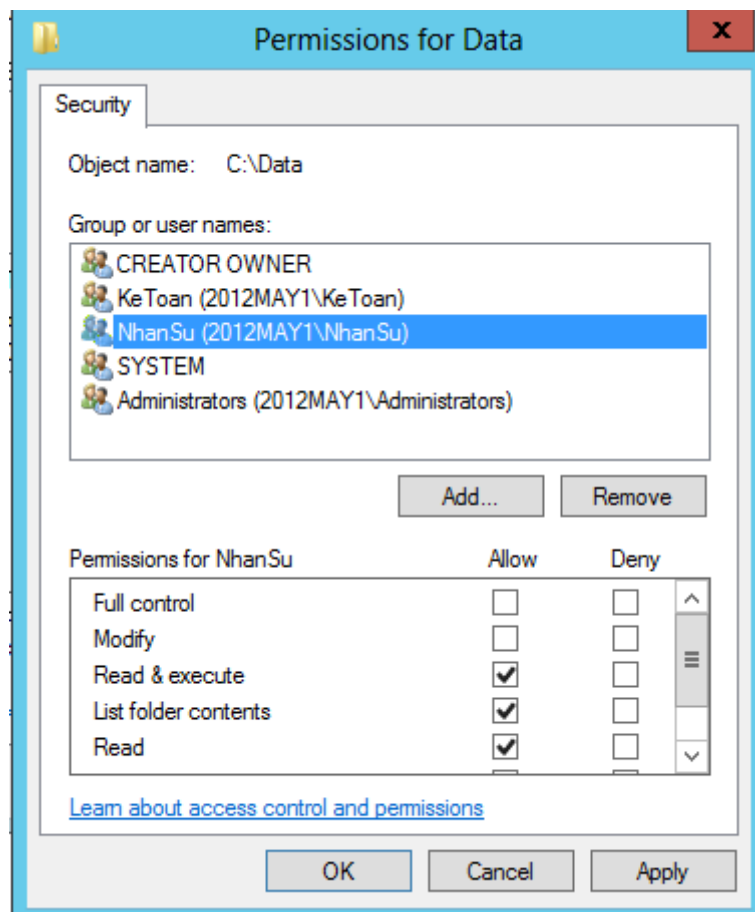 Permissions for Data
x
Security
Object name: C:\Data
Group or user names:
CREATOR OWNER
KeToan (2012MAY1\KeToan)
NhanSu (2012MAY1\NhanSu)
SYSTEM
Administrators (2012MAY1\Administrators)
Add... Remove
Permissions for NhanSu Allow Deny
Full control
Modify
Read & execute
List folder contents
Read
Learn about access control and permissions
OK Cancel Apply